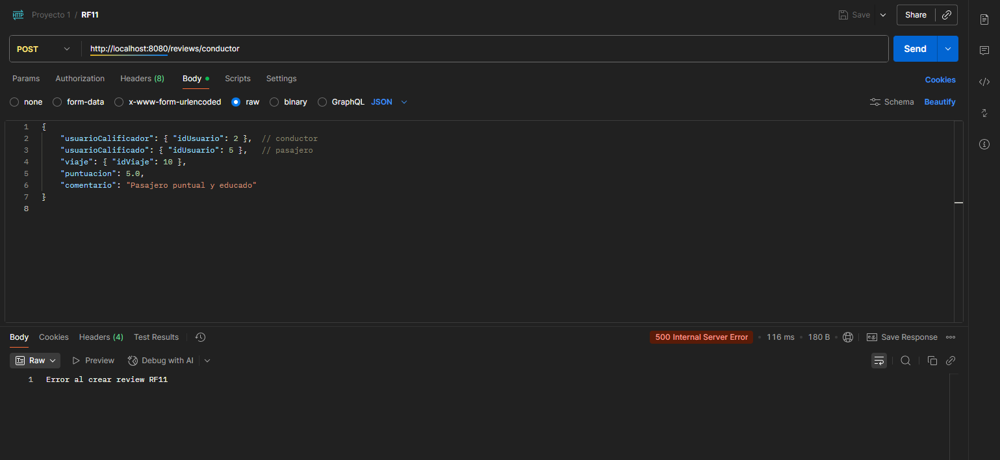 HTTP Proyecto 1 / RF11 Save Share
POST http://localhost:8080/reviews/conductor Send
Params Authorization Headers (8) Body Scripts Settings Cookies
none form-data x-www-form-urlencoded raw binary GraphQL JSON Schema Beautify
1 {
2 "usuarioCalificador": { "idUsuario": 2 }, // conductor
3 "usuarioCalificado": { "idUsuario": 5 }, // pasajero
4 "viaje": { "idViaje": 10 },
5 "puntuacion": 5.0,
6 "comentario": "Pasajero puntual y educado"
7 }
8
Body Cookies Headers (4) Test Results 500 Internal Server Error • 116 ms • 180 B • e.g. Save Response
Raw Preview Debug with AI
1 Error al crear review RF11